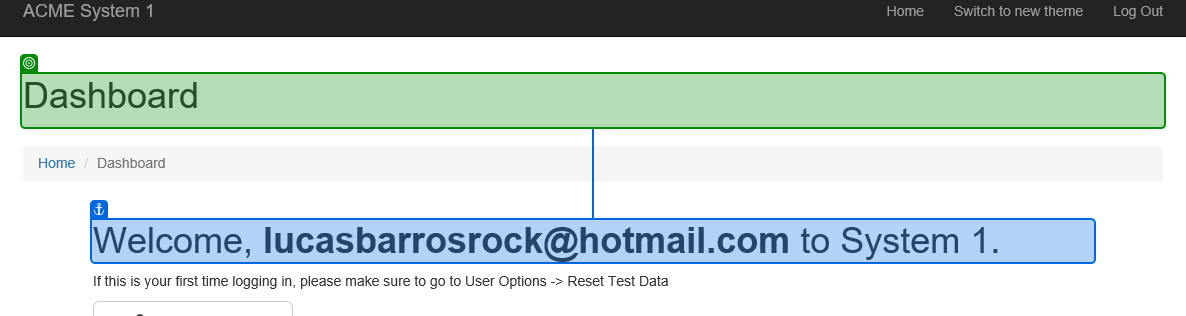 ACME System 1 Home Switch to new theme Log Out
Dashboard
Home / Dashboard
Welcome, lucasbarrosrock@hotmail.com to System 1.
If this is your first time logging in, please make sure to go to User Options -> Reset Test Data